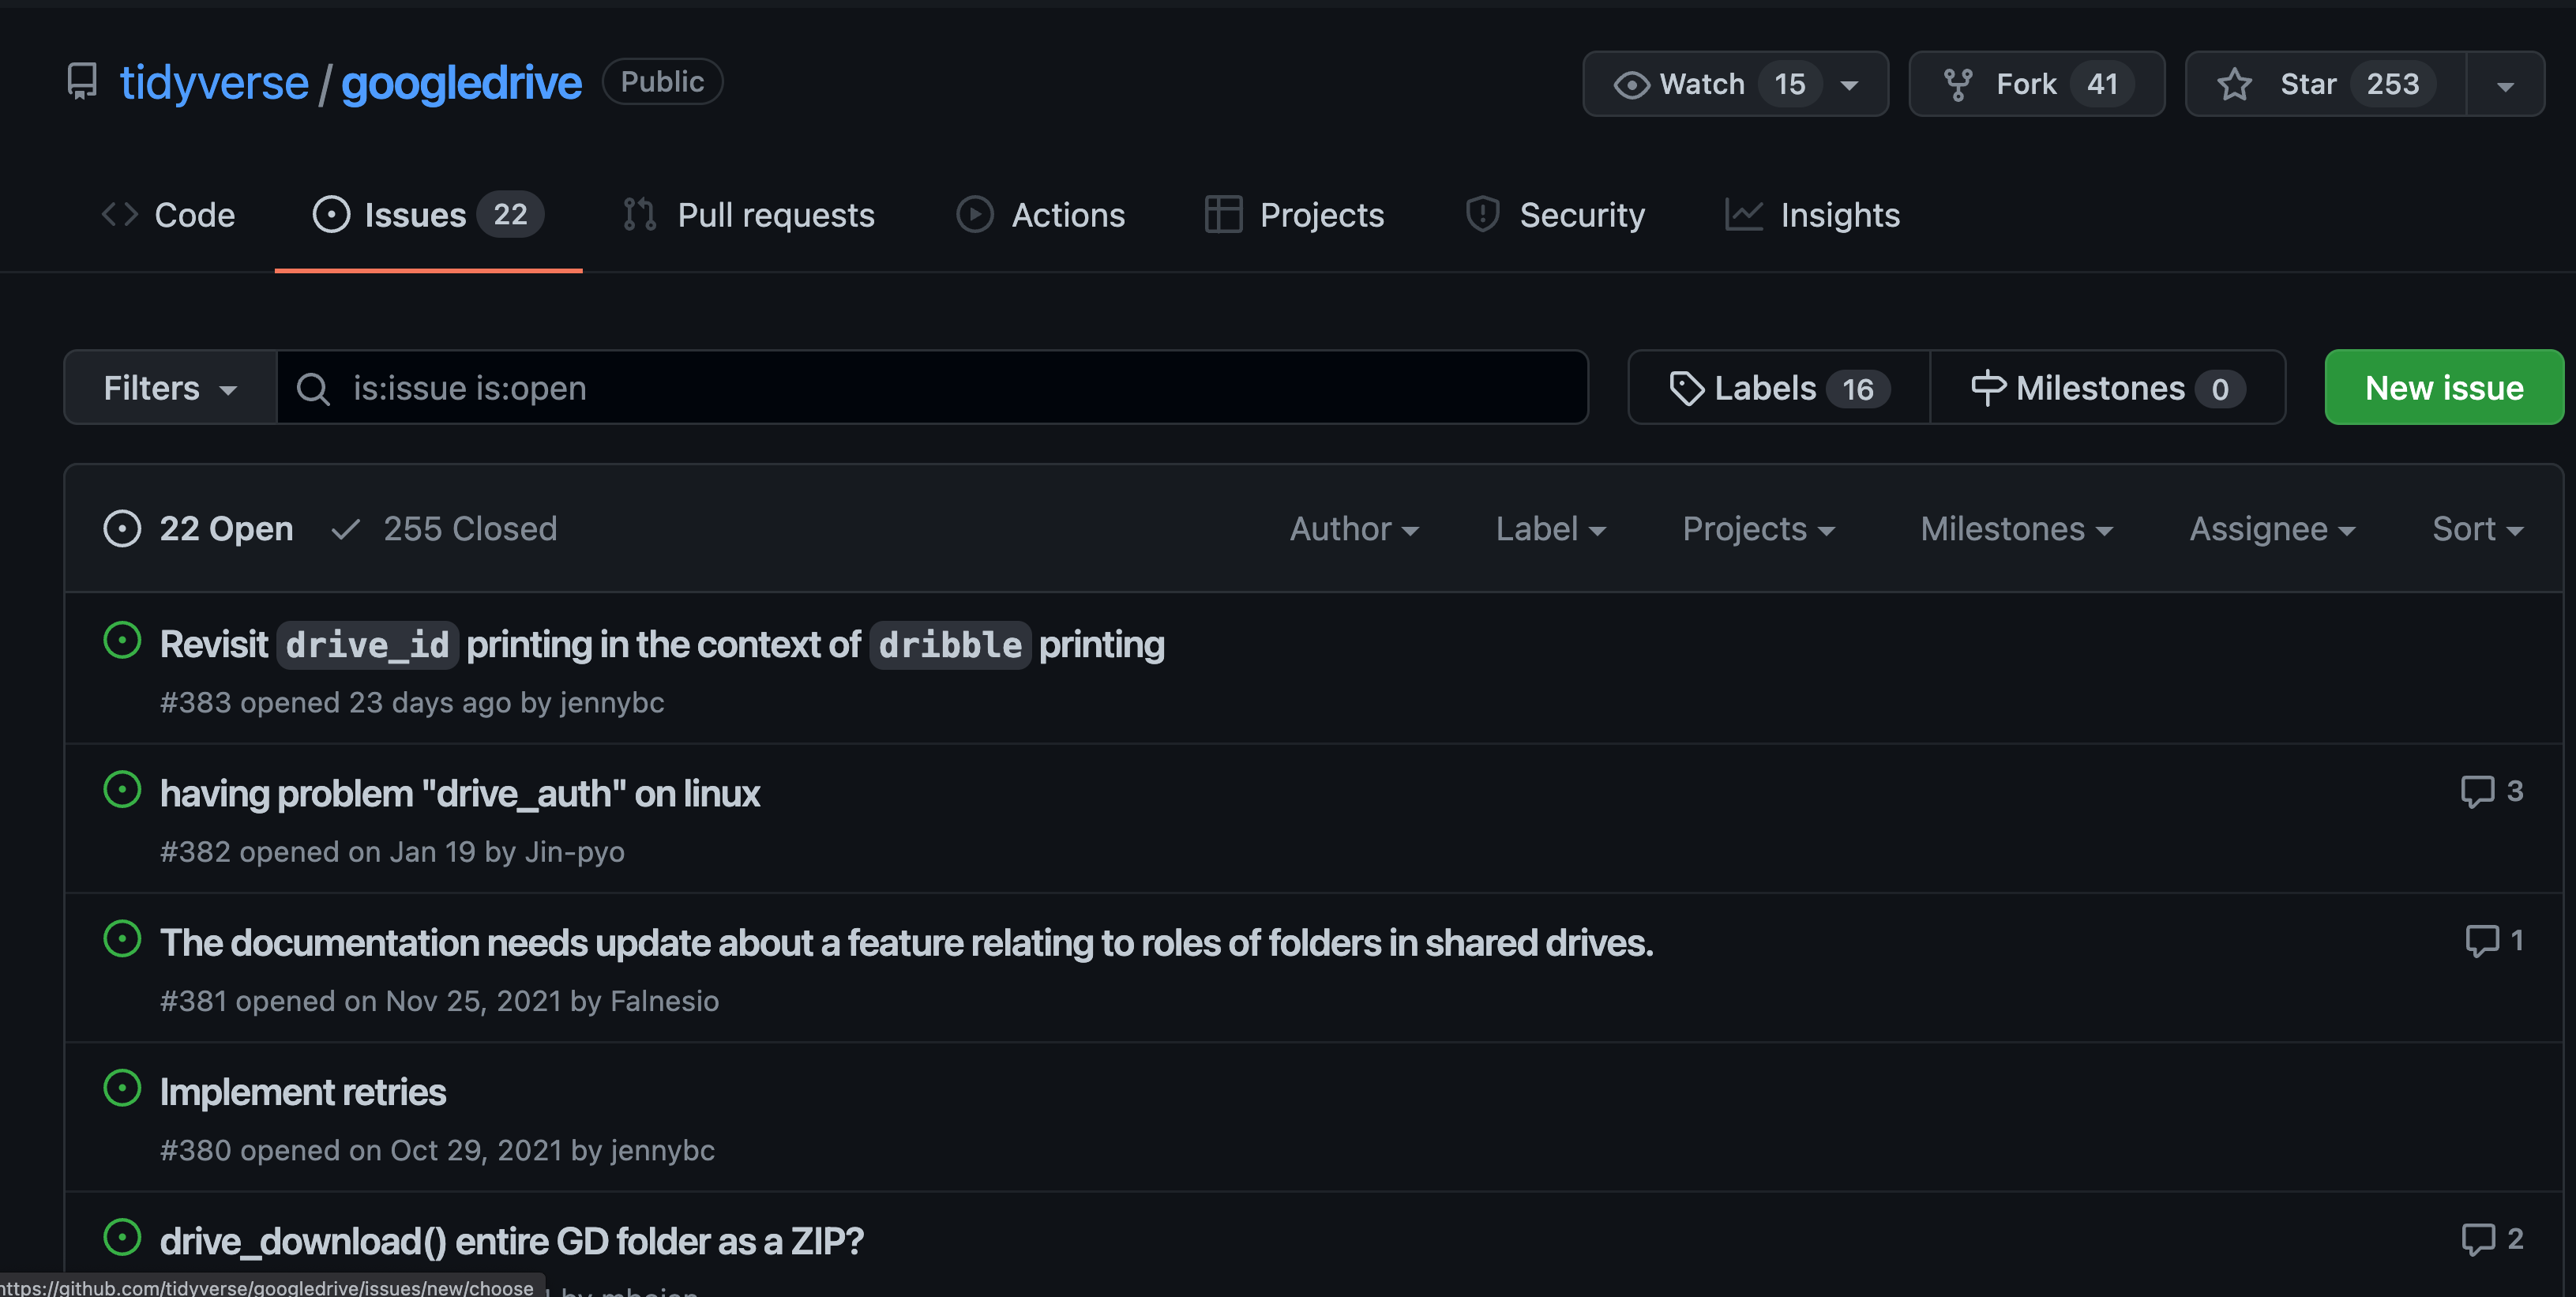 tidyverse / googledrive Public Watch 15 Fork 41 Star 253
Code Issues 22 Pull requests Actions Projects Security Insights
Filters is:issue is:open Labels 16 Milestones 0 New issue
22 Open 255 Closed Author Label Projects Milestones Assignee Sort
Revisit drive_id printing in the context of dribble printing
#383 opened 23 days ago by jennybc
having problem "drive_auth" on linux 3
#382 opened on Jan 19 by Jin-pyo
The documentation needs update about a feature relating to roles of folders in shared drives. 1
#381 opened on Nov 25, 2021 by Falnesio
Implement retries
#380 opened on Oct 29, 2021 by jennybc
drive_download() entire GD folder as a ZIP? 2
https://github.com/tidyverse/googledrive/issues/new/choose by